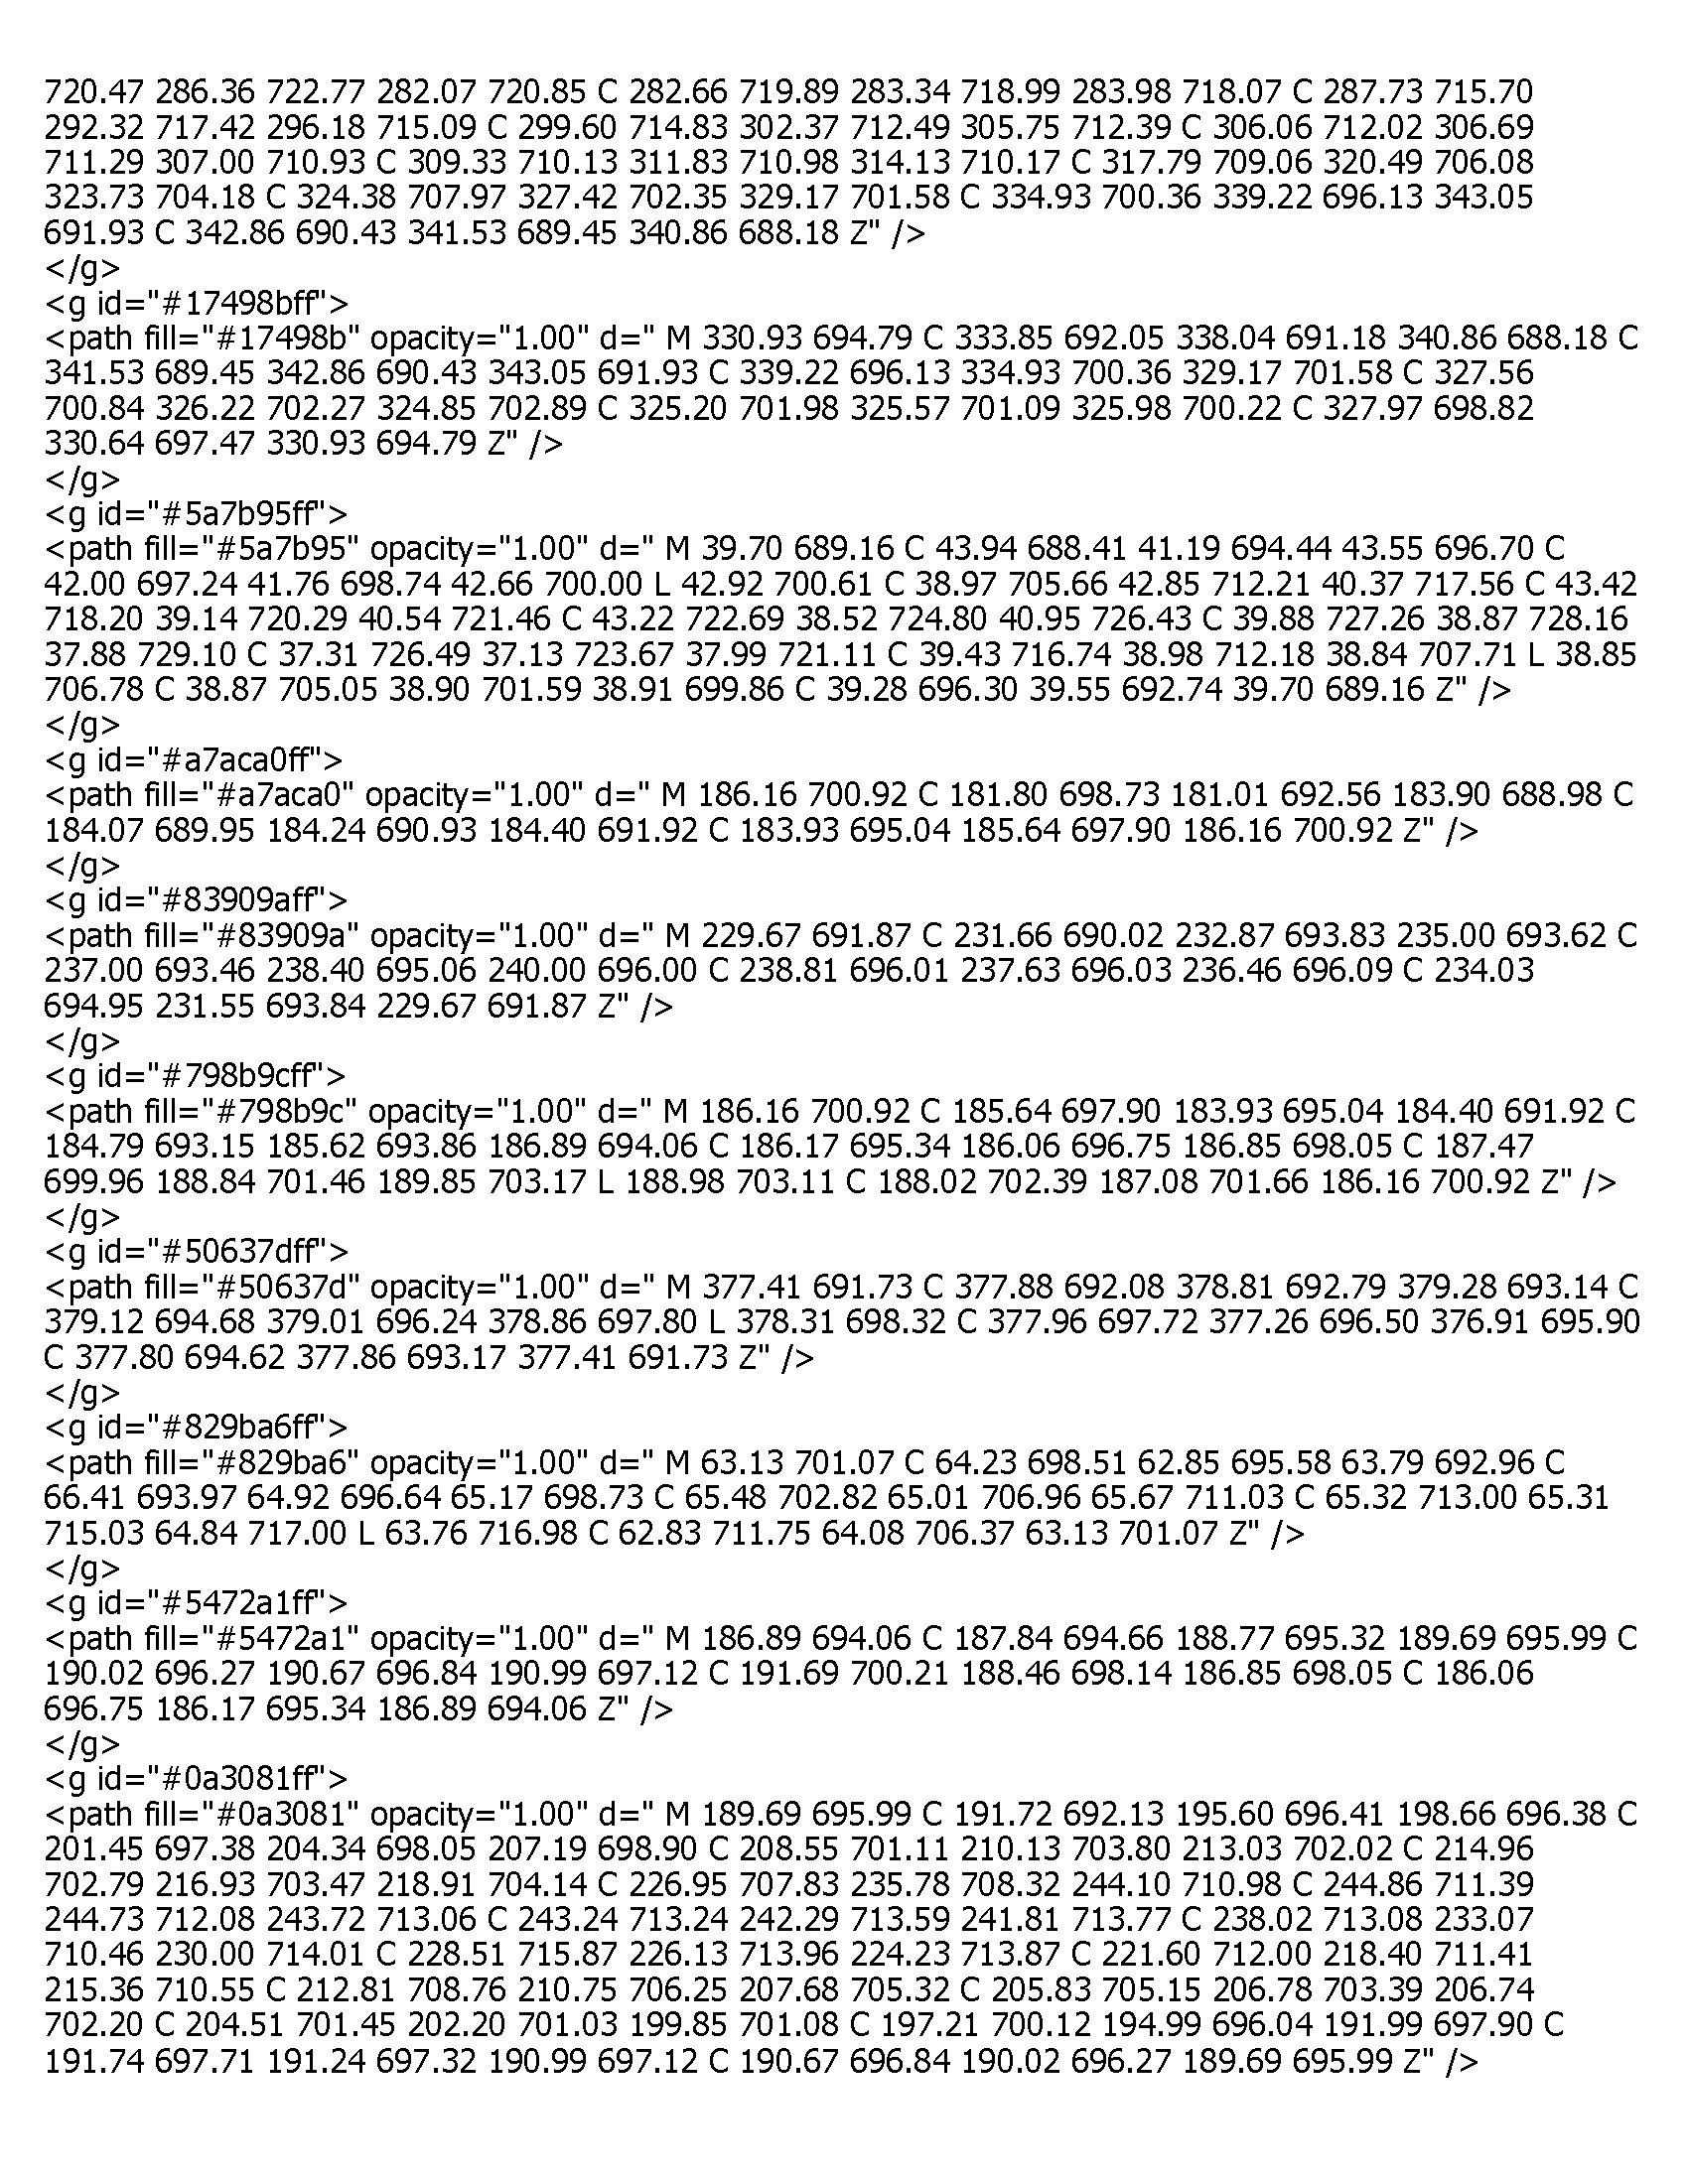 720.47 286.36 722.77 282.07 720.85 C 282.66 719.89 283.34 718.99 283.98 718.07 C 287.73 715.70
292.32 717.42 296.18 715.09 C 299.60 714.83 302.37 712.49 305.75 712.39 C 306.06 712.02 306.69
711.29 307.00 710.93 C 309.33 710.13 311.83 710.98 314.13 710.17 C 317.79 709.06 320.49 706.08
323.73 704.18 C 324.38 707.97 327.42 702.35 329.17 701.58 C 334.93 700.36 339.22 696.13 343.05
691.93 C 342.86 690.43 341.53 689.45 340.86 688.18 Z" />
</g>
<g id="#17498bff">
<path fill="#17498b" opacity="1.00" d=" M 330.93 694.79 C 333.85 692.05 338.04 691.18 340.86 688.18 C
341.53 689.45 342.86 690.43 343.05 691.93 C 339.22 696.13 334.93 700.36 329.17 701.58 C 327.56
700.84 326.22 702.27 324.85 702.89 C 325.20 701.98 325.57 701.09 325.98 700.22 C 327.97 698.82
330.64 697.47 330.93 694.79 Z" />
</g>
<g id="#5a7b95ff">
<path fill="#5a7b95" opacity="1.00" d=" M 39.70 689.16 C 43.94 688.41 41.19 694.44 43.55 696.70 C
42.00 697.24 41.76 698.74 42.66 700.00 L 42.92 700.61 C 38.97 705.66 42.85 712.21 40.37 717.56 C 43.42
718.20 39.14 720.29 40.54 721.46 C 43.22 722.69 38.52 724.80 40.95 726.43 C 39.88 727.26 38.87 728.16
37.88 729.10 C 37.31 726.49 37.13 723.67 37.99 721.11 C 39.43 716.74 38.98 712.18 38.84 707.71 L 38.85
706.78 C 38.87 705.05 38.90 701.59 38.91 699.86 C 39.28 696.30 39.55 692.74 39.70 689.16 Z" />
</g>
<g id="#a7aca0ff">
<path fill="#a7aca0" opacity="1.00" d=" M 186.16 700.92 C 181.80 698.73 181.01 692.56 183.90 688.98 C
184.07 689.95 184.24 690.93 184.40 691.92 C 183.93 695.04 185.64 697.90 186.16 700.92 Z" />
</g>
<g id="#83909aff">
<path fill="#83909a" opacity="1.00" d=" M 229.67 691.87 C 231.66 690.02 232.87 693.83 235.00 693.62 C
237.00 693.46 238.40 695.06 240.00 696.00 C 238.81 696.01 237.63 696.03 236.46 696.09 C 234.03
694.95 231.55 693.84 229.67 691.87 Z" />
</g>
<g id="#798b9cff">
<path fill="#798b9c" opacity="1.00" d=" M 186.16 700.92 C 185.64 697.90 183.93 695.04 184.40 691.92 C
184.79 693.15 185.62 693.86 186.89 694.06 C 186.17 695.34 186.06 696.75 186.85 698.05 C 187.47
699.96 188.84 701.46 189.85 703.17 L 188.98 703.11 C 188.02 702.39 187.08 701.66 186.16 700.92 Z" />
</g>
<g id="#50637dff">
<path fill="#50637d" opacity="1.00" d=" M 377.41 691.73 C 377.88 692.08 378.81 692.79 379.28 693.14 C
379.12 694.68 379.01 696.24 378.86 697.80 L 378.31 698.32 C 377.96 697.72 377.26 696.50 376.91 695.90
C 377.80 694.62 377.86 693.17 377.41 691.73 Z" />
</g>
<g id="#829ba6ff">
<path fill="#829ba6" opacity="1.00" d=" M 63.13 701.07 C 64.23 698.51 62.85 695.58 63.79 692.96 C
66.41 693.97 64.92 696.64 65.17 698.73 C 65.48 702.82 65.01 706.96 65.67 711.03 C 65.32 713.00 65.31
715.03 64.84 717.00 L 63.76 716.98 C 62.83 711.75 64.08 706.37 63.13 701.07 Z" />
</g>
<g id="#5472a1ff">
<path fill="#5472a1" opacity="1.00" d=" M 186.89 694.06 C 187.84 694.66 188.77 695.32 189.69 695.99 C
190.02 696.27 190.67 696.84 190.99 697.12 C 191.69 700.21 188.46 698.14 186.85 698.05 C 186.06
696.75 186.17 695.34 186.89 694.06 Z" />
</g>
<g id="#0a3081ff">
<path fill="#0a3081" opacity="1.00" d=" M 189.69 695.99 C 191.72 692.13 195.60 696.41 198.66 696.38 C
201.45 697.38 204.34 698.05 207.19 698.90 C 208.55 701.11 210.13 703.80 213.03 702.02 C 214.96
702.79 216.93 703.47 218.91 704.14 C 226.95 707.83 235.78 708.32 244.10 710.98 C 244.86 711.39
244.73 712.08 243.72 713.06 C 243.24 713.24 242.29 713.59 241.81 713.77 C 238.02 713.08 233.07
710.46 230.00 714.01 C 228.51 715.87 226.13 713.96 224.23 713.87 C 221.60 712.00 218.40 711.41
215.36 710.55 C 212.81 708.76 210.75 706.25 207.68 705.32 C 205.83 705.15 206.78 703.39 206.74
702.20 C 204.51 701.45 202.20 701.03 199.85 701.08 C 197.21 700.12 194.99 696.04 191.99 697.90 C
191.74 697.71 191.24 697.32 190.99 697.12 C 190.67 696.84 190.02 696.27 189.69 695.99 Z" />